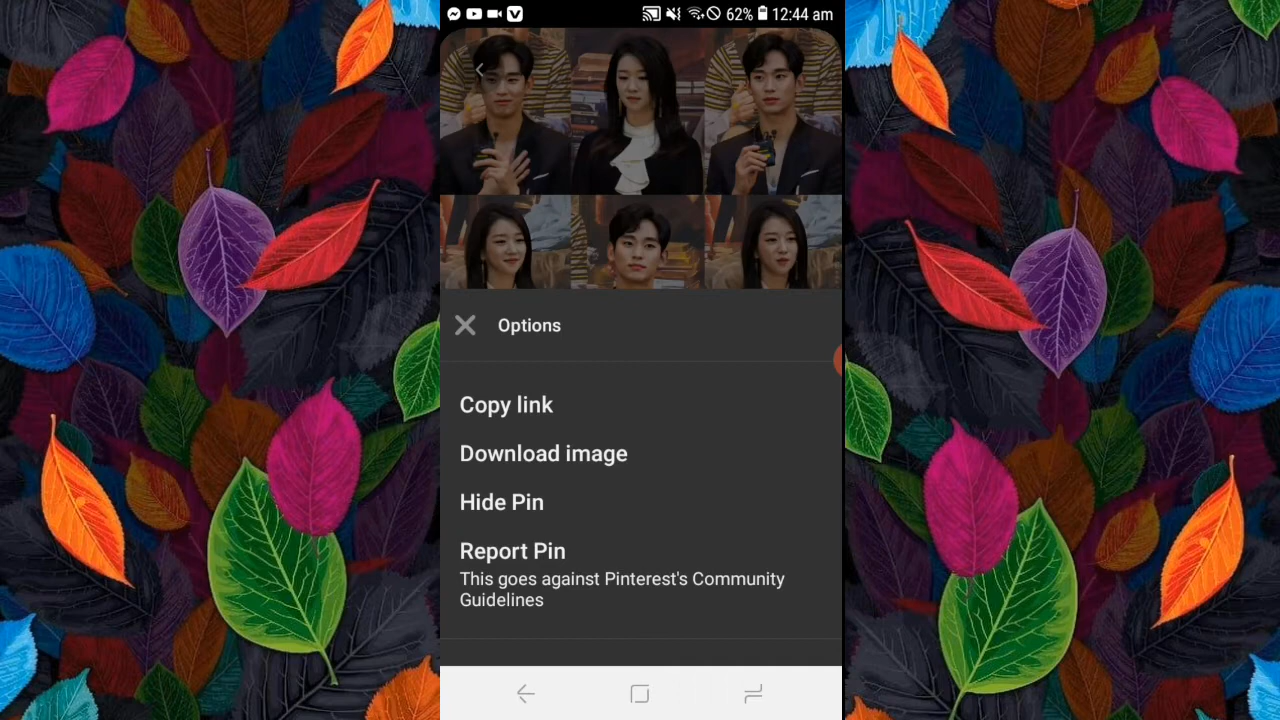 62% 12:44 am
Options
Copy link
Download image
Hide Pin
Report Pin
This goes against Pinterest's Community
Guidelines